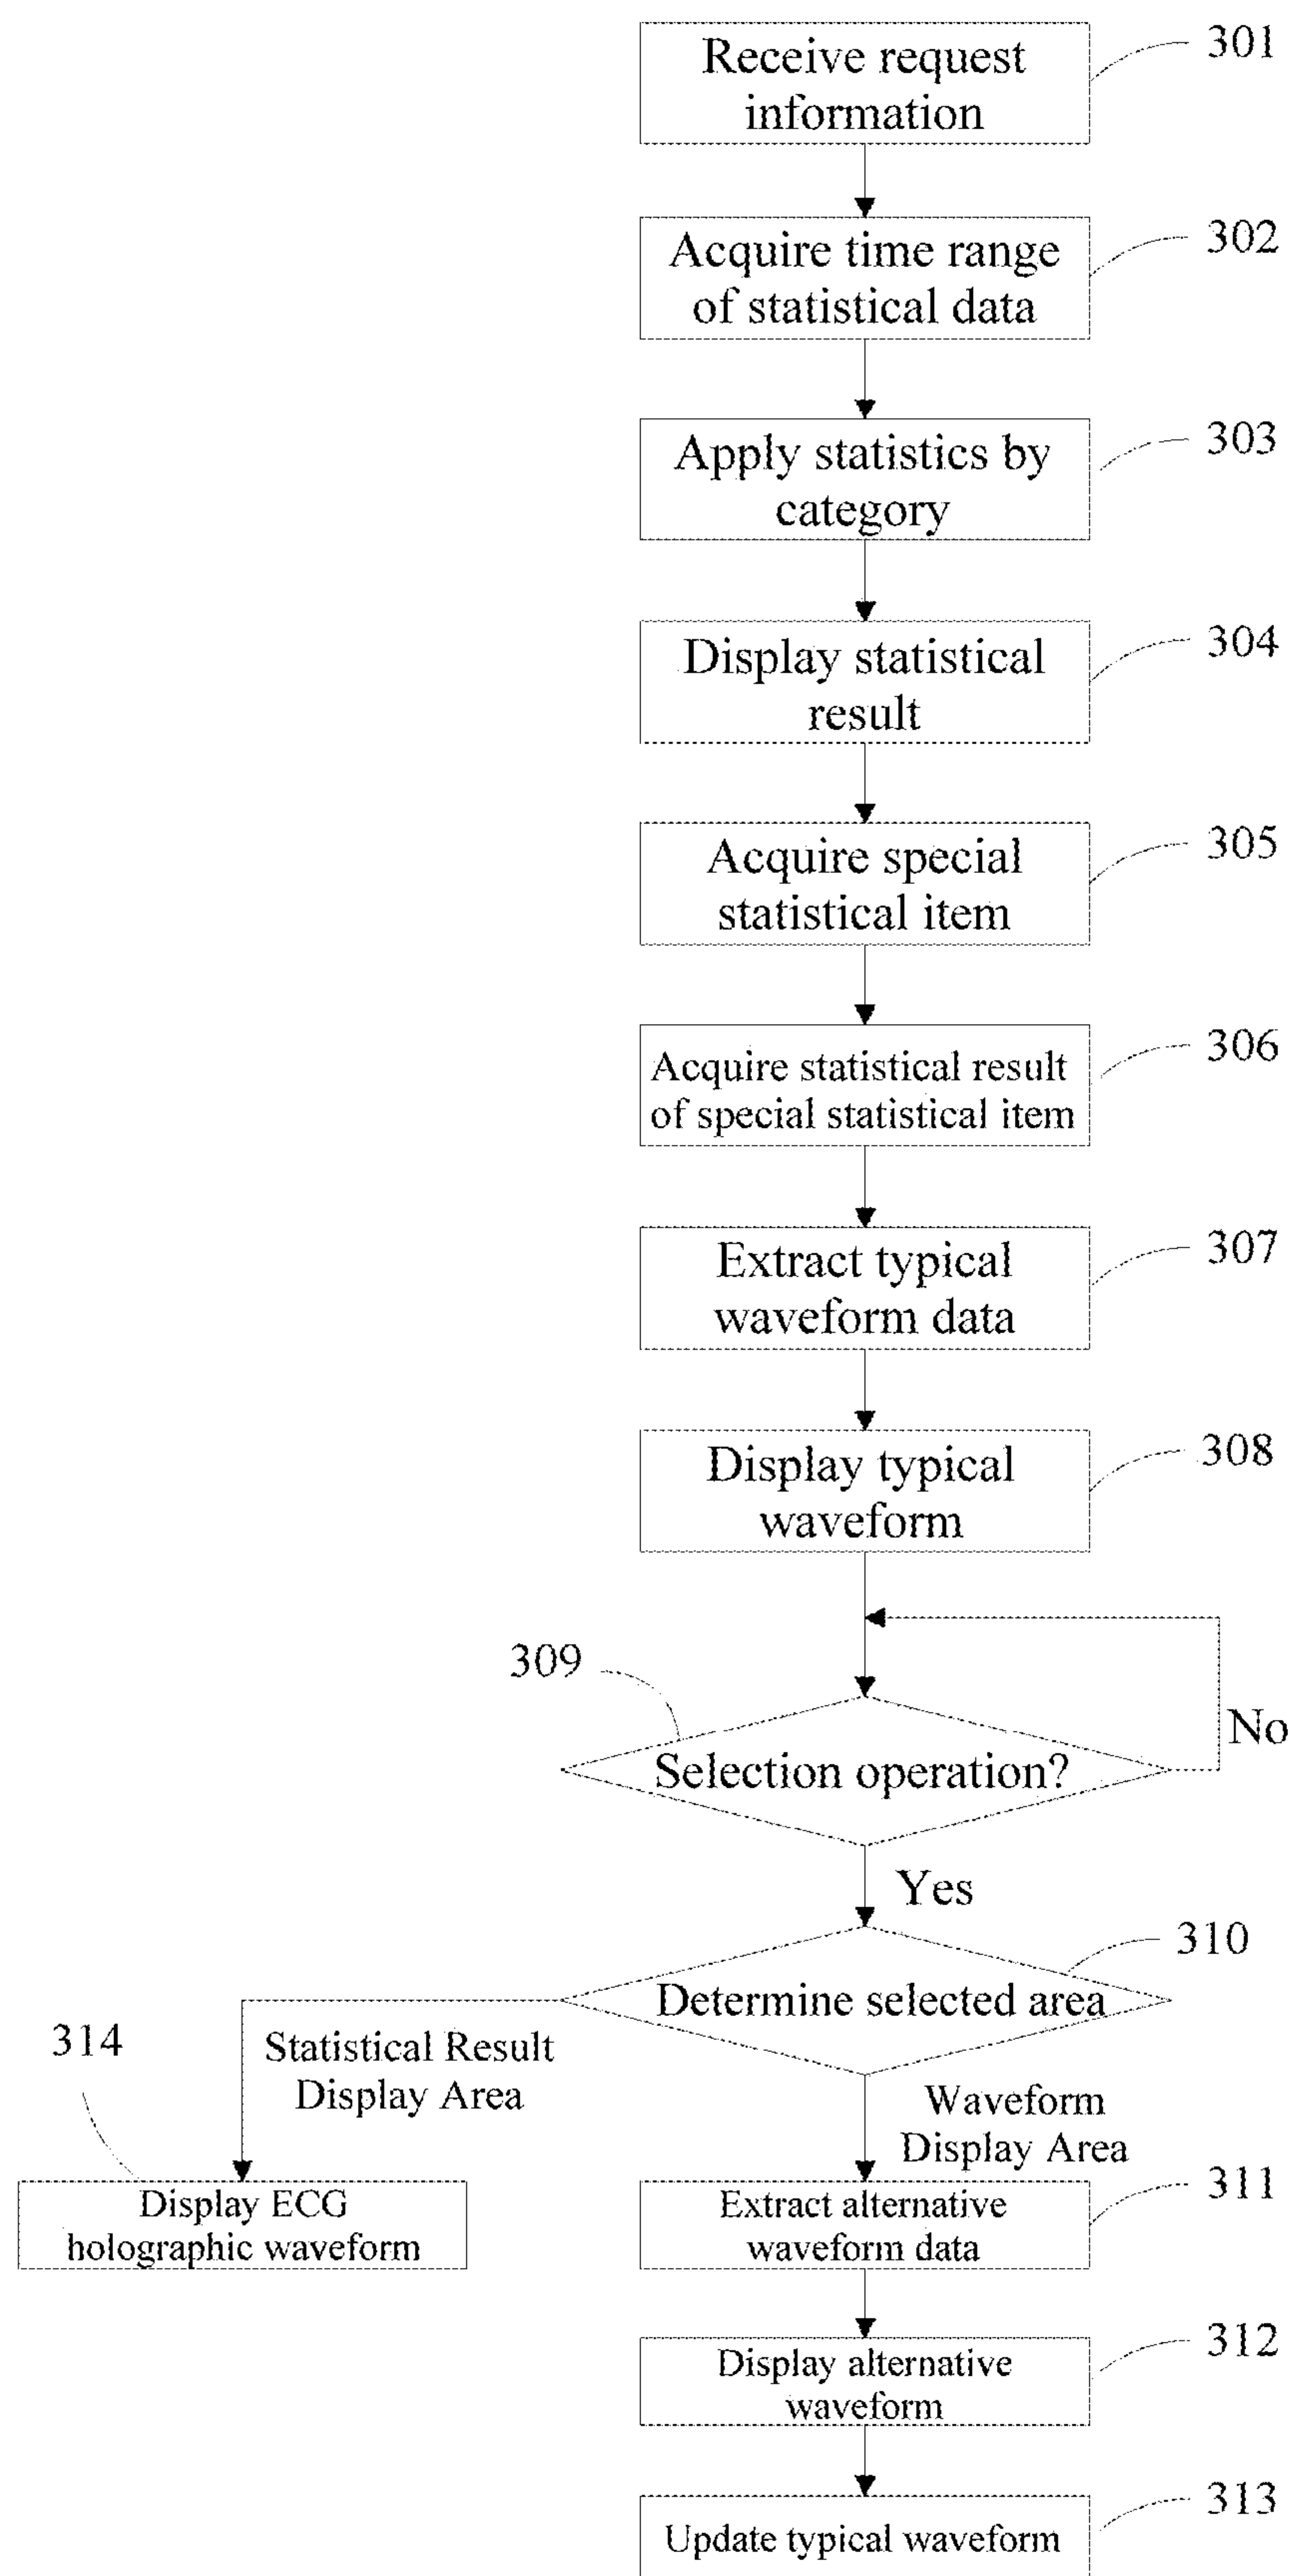 Receive request
information
301
Acquire time range
of statistical data
302
Apply statistics by
category
303
Display statistical
result
304
Acquire special
statistical item
305
Acquire statistical result
of special statistical item
306
Extract typical
waveform data
307
Display typical
waveform
308
309
Selection operation?
No
Yes
310
Determine selected area
314
Statistical Result
Display Area
Waveform
Display Area
Display ECG
holographic waveform
Extract alternative
waveform data
311
Display alternative
waveform
312
Update typical waveform
313